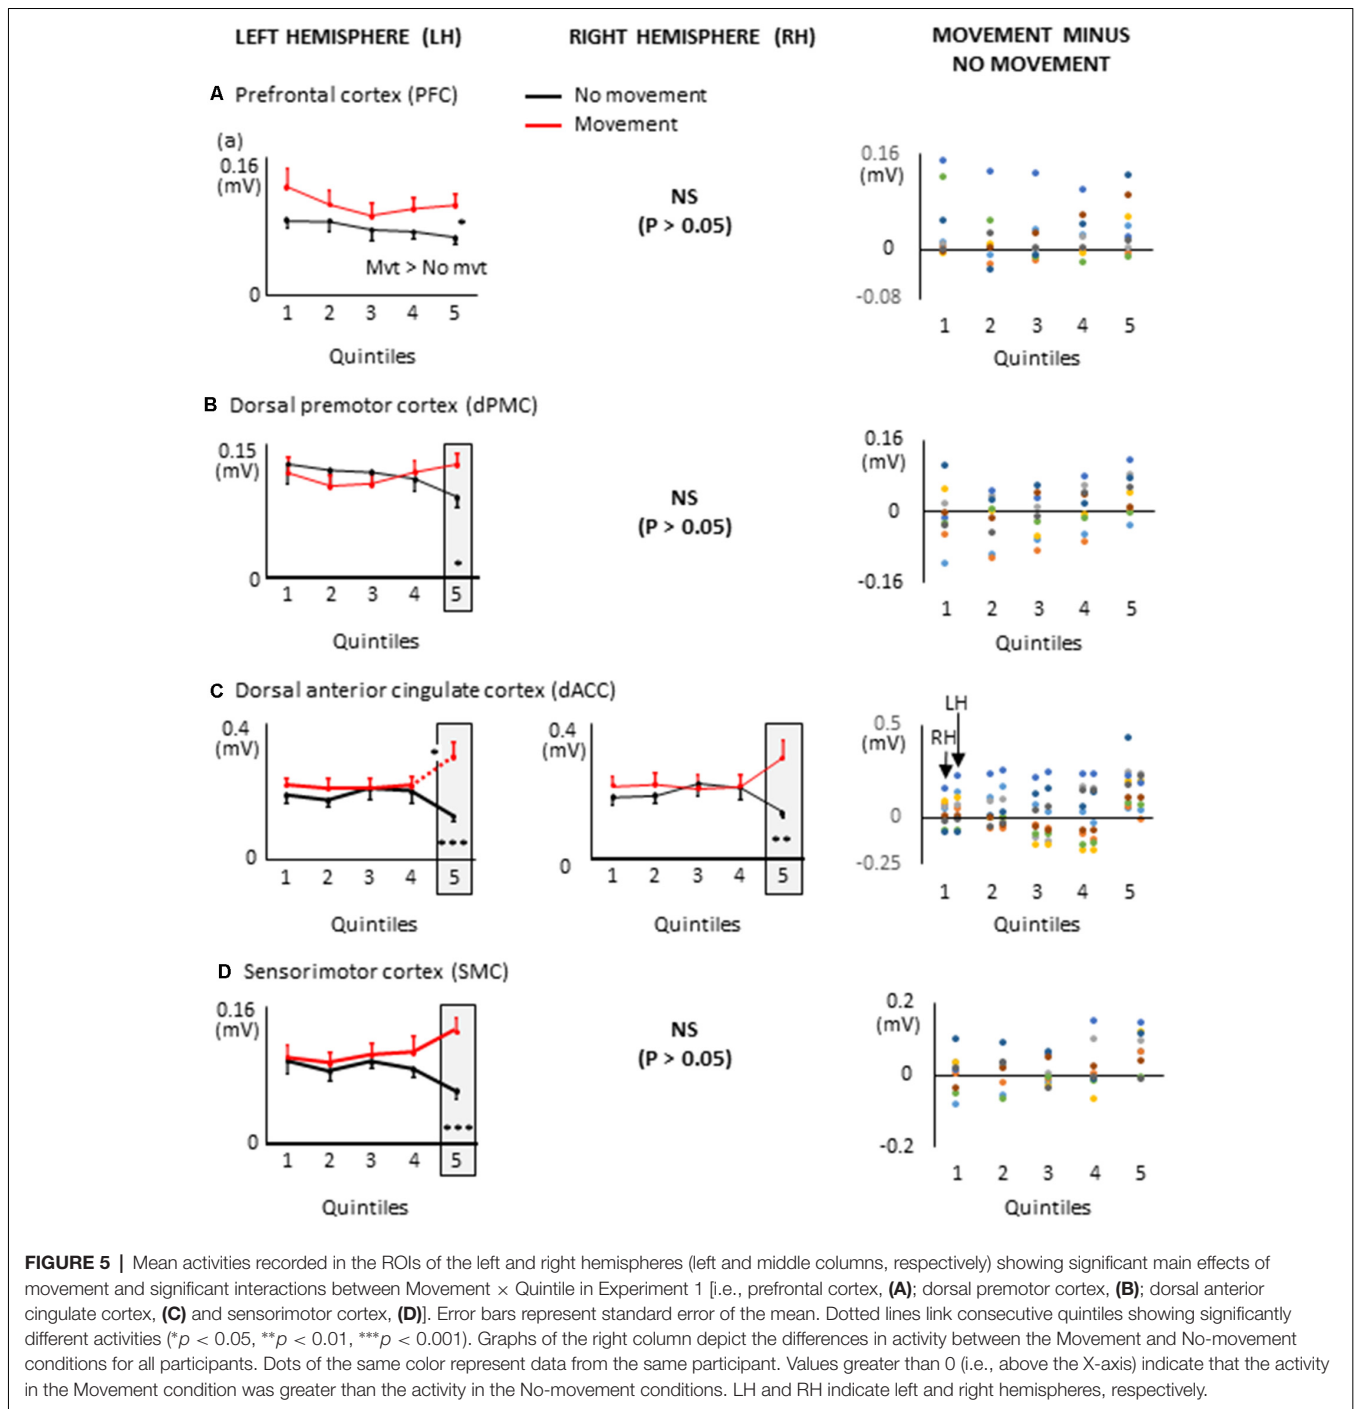 LEFT HEMISPHERE (LH)
RIGHT HEMISPHERE (RH)
MOVEMENT MINUS
NO MOVEMENT
A Prefrontal cortex (PFC)
No movement
Movement
(a)
0.16
(mV)
0
Mvt > No mvt
1 2 3 4 5
Quintiles
NS
(P > 0.05)
0.16
(mV)
0
-0.08
1 2 3 4 5
Quintiles
B Dorsal premotor cortex (dPMC)
0.15
(mV)
0
1 2 3 4 5
Quintiles
NS
(P > 0.05)
0.16
(mV)
0
-0.16
1 2 3 4 5
Quintiles
C Dorsal anterior cingulate cortex (dACC)
0.4
(mV)
0
1 2 3 4 5
Quintiles
0.4
(mV)
0
1 2 3 4 5
Quintiles
LH
RH
0.5
(mV)
0
-0.25
1 2 3 4 5
Quintiles
D Sensorimotor cortex (SMC)
0.16
(mV)
0
1 2 3 4 5
Quintiles
NS
(P > 0.05)
0.2
(mV)
0
-0.2
1 2 3 4 5
Quintiles
FIGURE 5 | Mean activities recorded in the ROIs of the left and right hemispheres (left and middle columns, respectively) showing significant main effects of
movement and significant interactions between Movement × Quintile in Experiment 1 [i.e., prefrontal cortex, (A); dorsal premotor cortex, (B); dorsal anterior
cingulate cortex, (C) and sensorimotor cortex, (D)]. Error bars represent standard error of the mean. Dotted lines link consecutive quintiles showing significantly
different activities (*p < 0.05, **p < 0.01, ***p < 0.001). Graphs of the right column depict the differences in activity between the Movement and No-movement
conditions for all participants. Dots of the same color represent data from the same participant. Values greater than 0 (i.e., above the X-axis) indicate that the activity
in the Movement condition was greater than the activity in the No-movement conditions. LH and RH indicate left and right hemispheres, respectively.